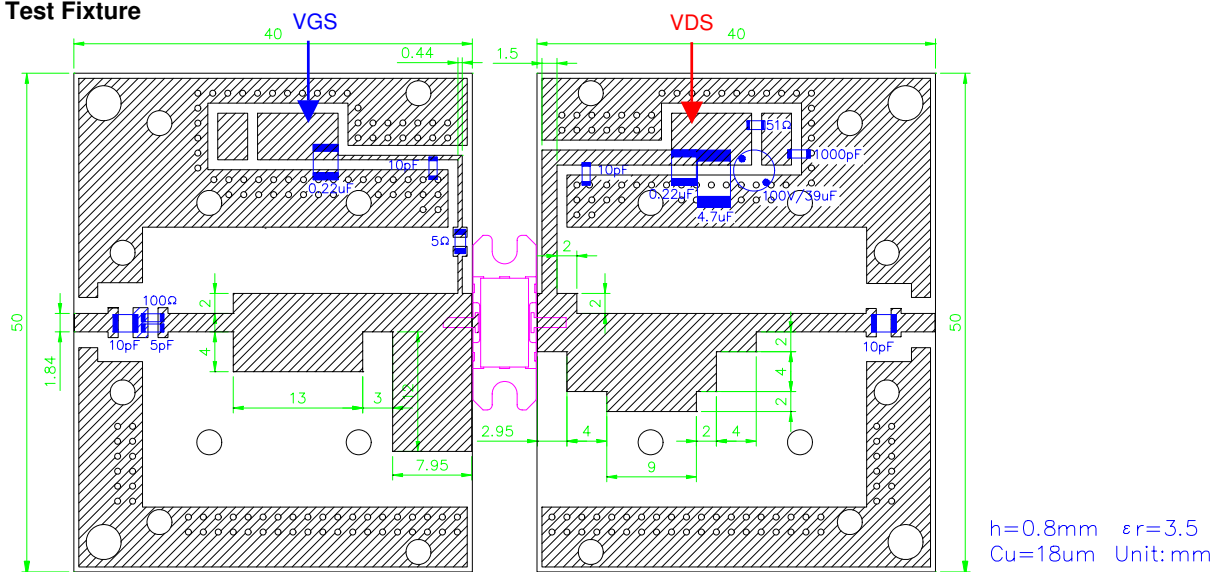 Test Fixture
VGS
VDS
40
0.44
1.5
40
51Ω
10pF
0.22uF
10pF
1000pF
0.22uF
100V/39uF
4.7uF
5Ω
2
50
1.84
100Ω
2
10pF
5pF
4
13
3
12
7.95
2
2.95
4
9
2
4
2
4
2
10pF
50
h=0.8mm εr=3.5
Cu=18um Unit:mm